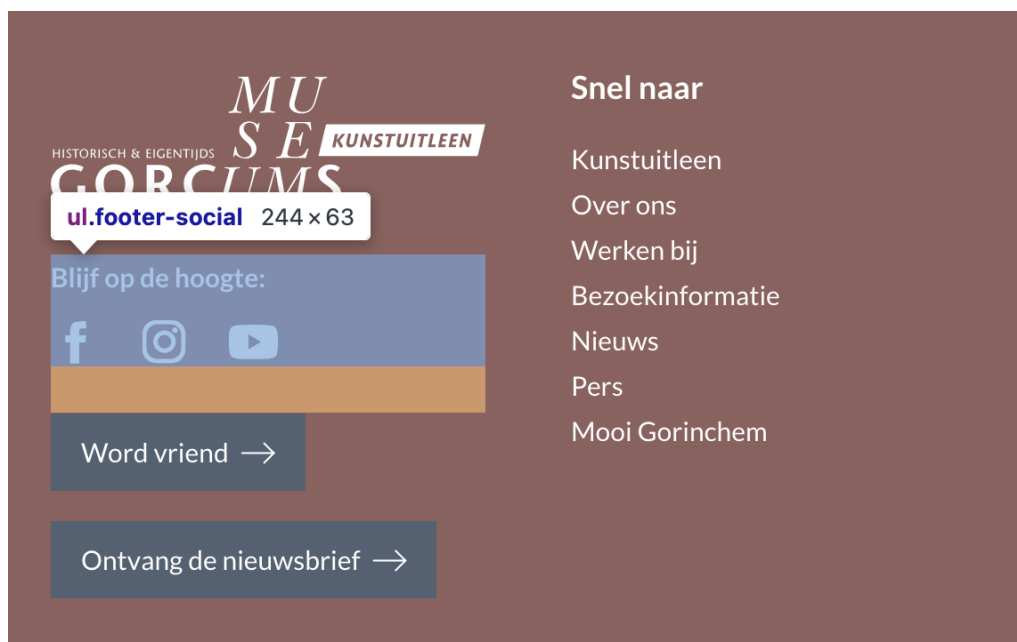 MU
SE KUNSTUITLEEN
HISTORISCH & EIGENTIJDS
GORCUMS
ul.footer-social 244 × 63
Blijf op de hoogte:
Word vriend →
Ontvang de nieuwsbrief →
Snel naar
Kunstuitleen
Over ons
Werken bij
Bezoekinformatie
Nieuws
Pers
Mooi Gorinchem